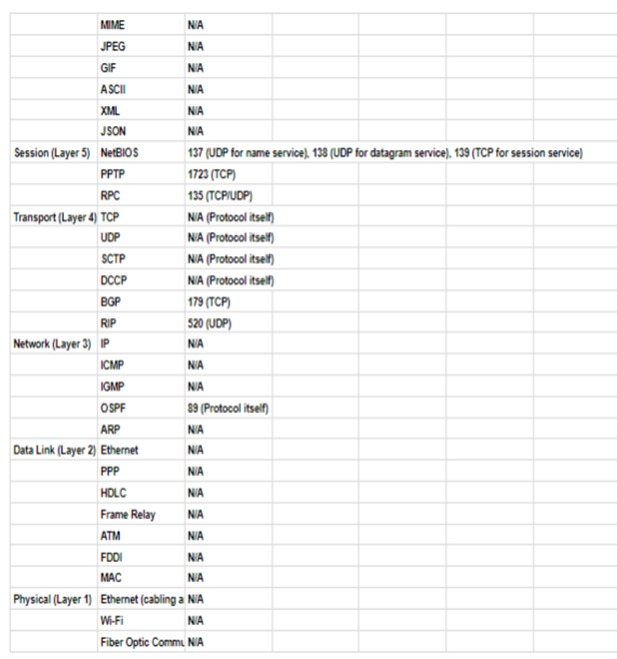 MIME N/A
JPEG N/A
GIF N/A
ASCII N/A
XML N/A
JSON N/A
Session (Layer 5) NetBIOS 137 (UDP for name service), 138 (UDP for datagram service), 139 (TCP for session service)
PPTP 1723 (TCP)
RPC 135 (TCP/UDP)
Transport (Layer 4) TCP N/A (Protocol itself)
UDP N/A (Protocol itself)
SCTP N/A (Protocol itself)
DCCP N/A (Protocol itself)
BGP 179 (TCP)
RIP 520 (UDP)
Network (Layer 3) IP N/A
ICMP N/A
IGMP N/A
OSPF 89 (Protocol itself)
ARP N/A
Data Link (Layer 2) Ethernet N/A
PPP N/A
HDLC N/A
Frame Relay N/A
ATM N/A
FDDI N/A
MAC N/A
Physical (Layer 1) Ethernet (cabling a N/A
Wi-Fi N/A
Fiber Optic Commu N/A